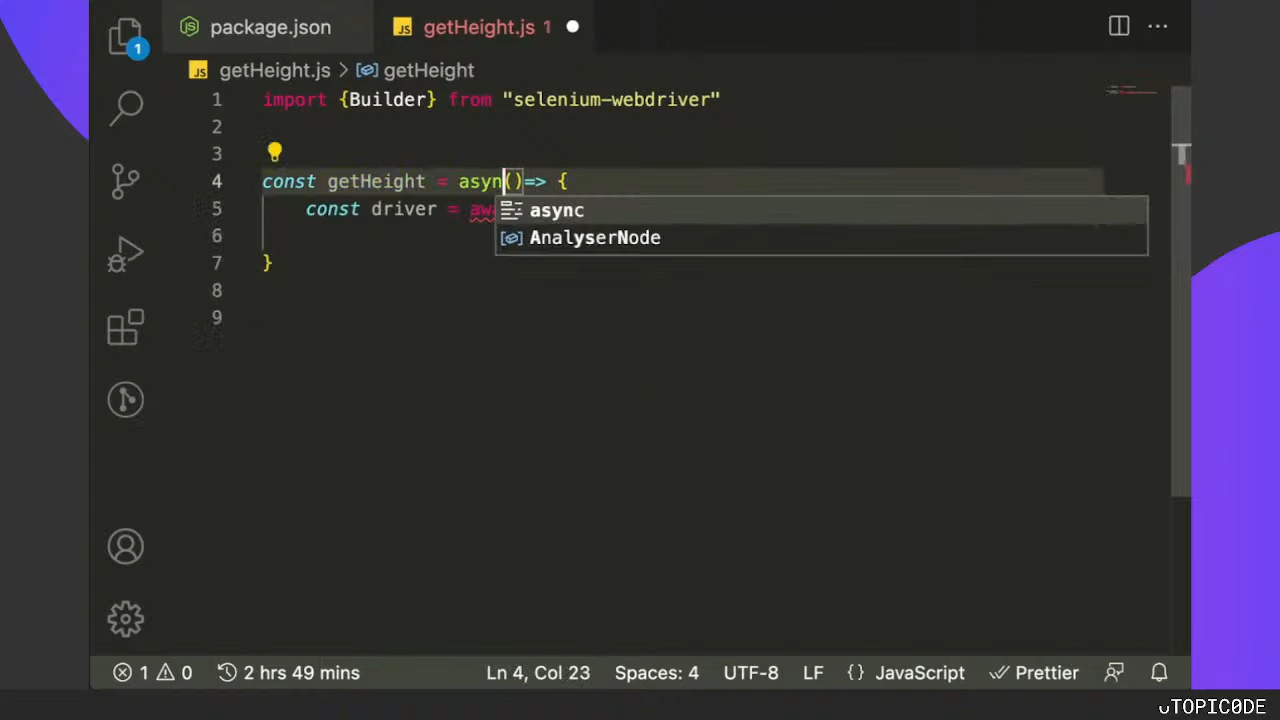 package.json
getHeight.js 1
1
getHeight.js > getHeight
1 import {Builder} from "selenium-webdriver"
2
3
4 const getHeight = asyn()=> {
5 const driver = aw
async
AnalyserNode
6
7 }
8
9
1 0 2 hrs 49 mins Ln 4, Col 23 Spaces: 4 UTF-8 LF {} JavaScript Prettier
TOPIC0DE